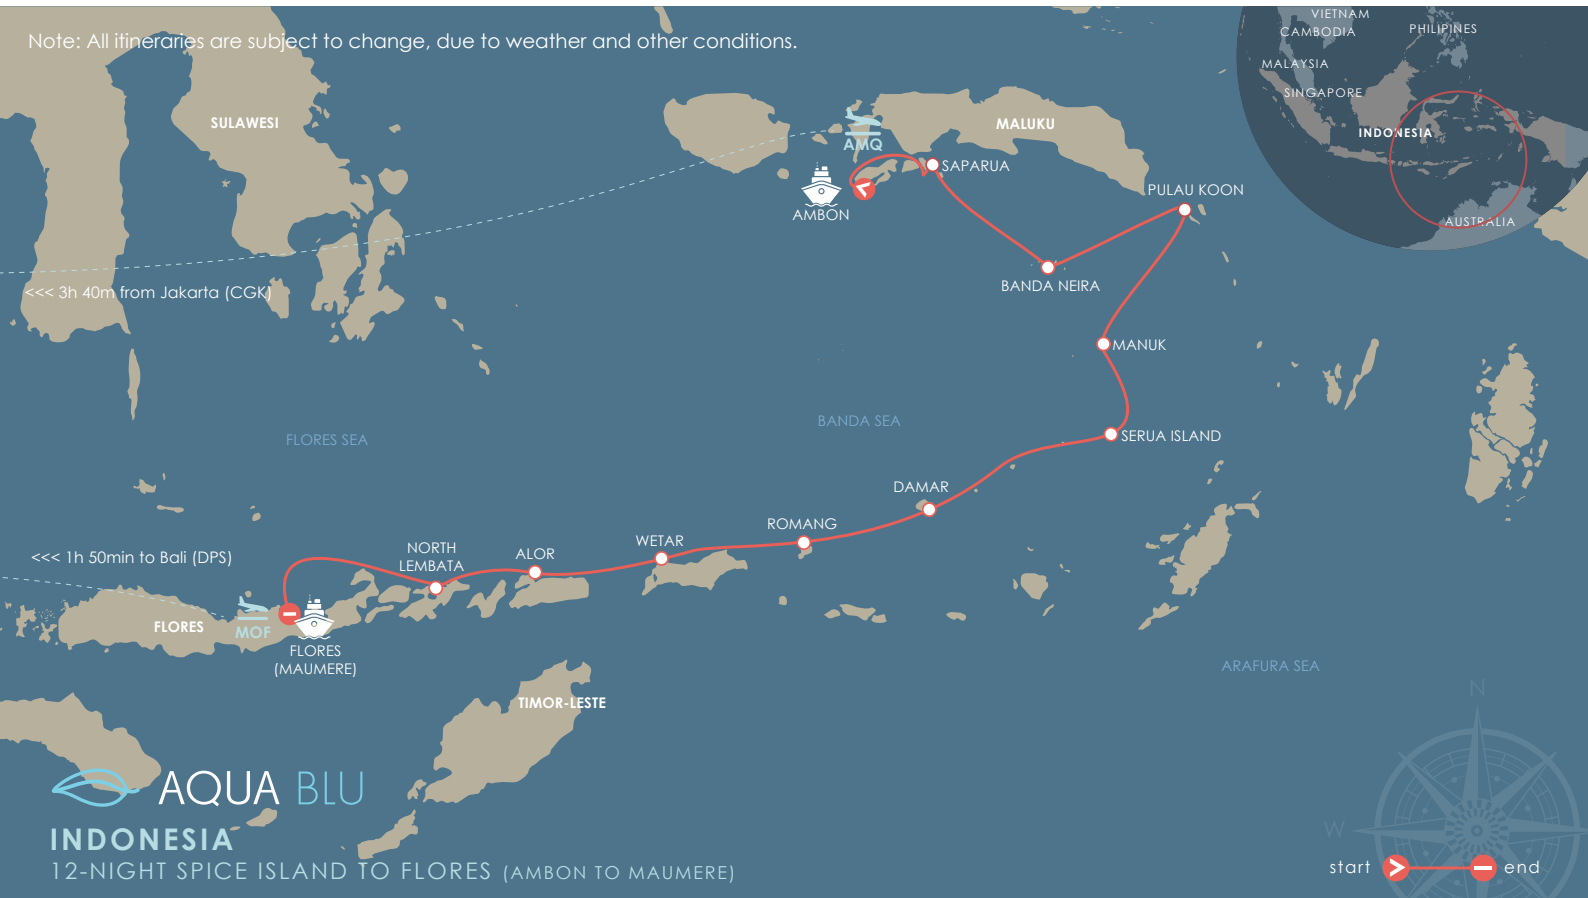 Note: All itineraries are subject to change, due to weather and other conditions.
VIETNAM
CAMBODIA
PHILIPINES
MALAYSIA
SINGAPORE
INDONESIA
AUSTRALIA
SULAWESI
MALUKU
AMQ
SAPARUA
AMBON
PULAU KOON
BANDA NEIRA
<<< 3h 40m from Jakarta (CGK)
MANUK
BANDA SEA
FLORES SEA
SERUA ISLAND
DAMAR
ROMANG
WETAR
ALOR
NORTH
LEMBATA
<<< 1h 50min to Bali (DPS)
FLORES
MOF
FLORES
(MAUMERE)
ARAFURA SEA
TIMOR-LESTE
N
W
AQUA BLU
INDONESIA
12-NIGHT SPICE ISLAND TO FLORES (AMBON TO MAUMERE)
start > — end